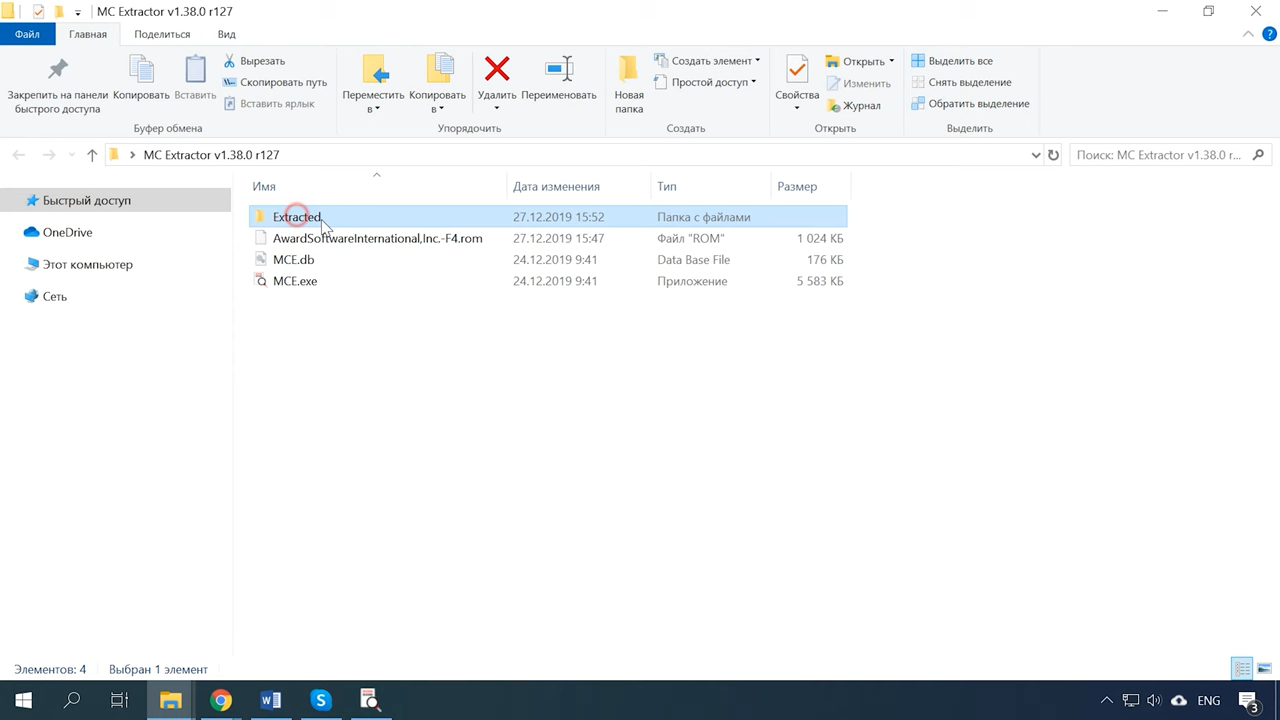 MC Extractor v1.38.0 r127
Файл
Главная
Поделиться
Вид
Закрепить на панели
быстрого доступа
Копировать
Вставить
Вырезать
Скопировать путь
Вставить ярлык
Буфер обмена
Переместить
в
Копировать
в
Удалить
Переименовать
Упорядочить
Новая
папка
Создать элемент
Простой доступ
Создать
Свойства
Открыть
Изменить
Журнал
Открыть
Выделить все
Снять выделение
Обратить выделение
Выделить
MC Extractor v1.38.0 r127
Поиск: MC Extractor v1.38.0 r...
Быстрый доступ
OneDrive
Этот компьютер
Сеть
Имя Дата изменения Тип Размер
Extracted 27.12.2019 15:52 Папка с файлами
AwardSoftwareInternational,Inc.-F4.rom 27.12.2019 15:47 Файл "ROM" 1 024 КБ
MCE.db 24.12.2019 9:41 Data Base File 176 КБ
MCE.exe 24.12.2019 9:41 Приложение 5 583 КБ
Элементов: 4 Выбран 1 элемент
ENG
3